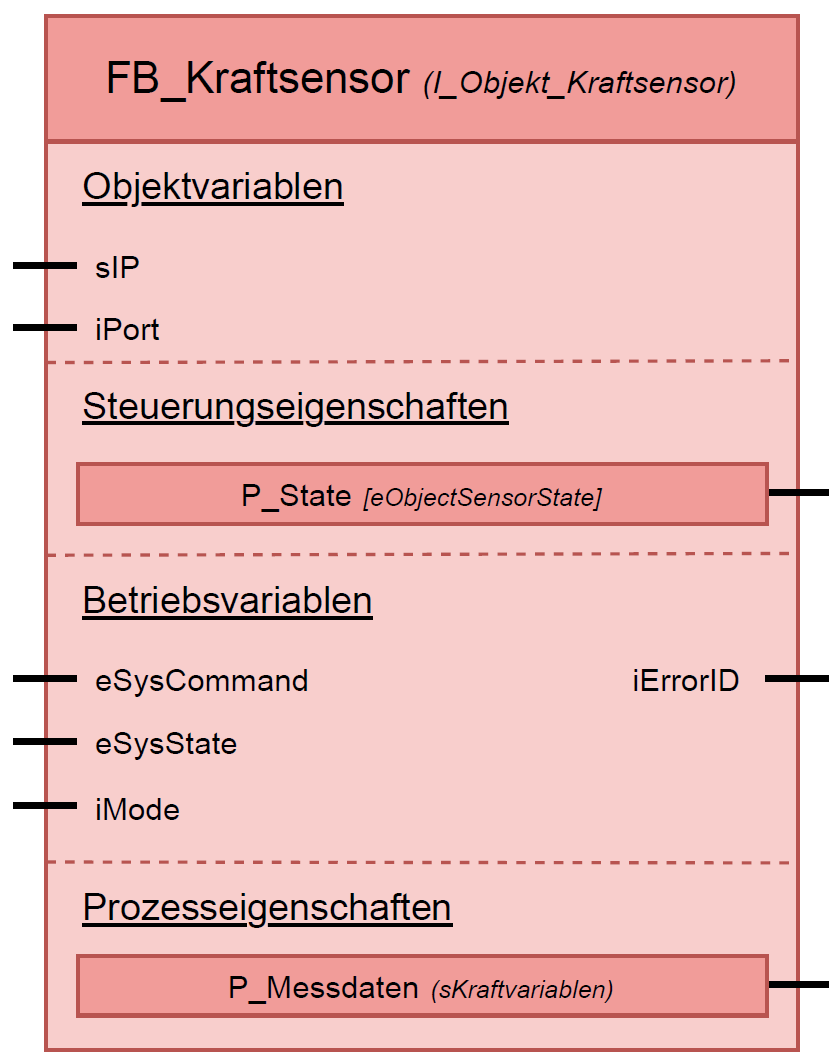 FB_Kraftsensor (I_Objekt_Kraftsensor)
Objektvariablen
sIP
iPort
Steuerungseigenschaften
P_State [eObjectSensorState]
Betriebsvariablen
eSysCommand iErrorID
eSysState
iMode
Prozesseigenschaften
P_Messdaten (sKraftvariablen)